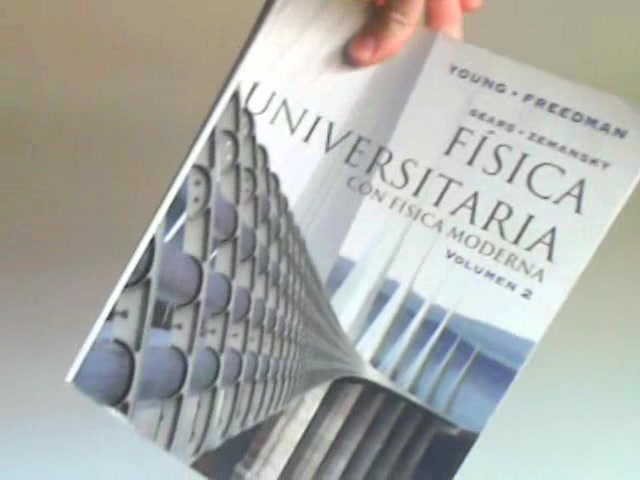 YOUNG • FREEDMAN
SEARS • ZEMANSKY
FÍSICA
UNIVERSITARIA
CON FÍSICA MODERNA
VOLUMEN 2